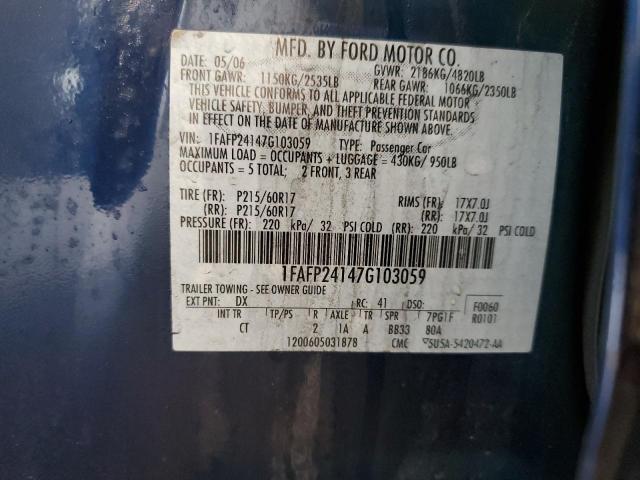 MFD. BY FORD MOTOR CO.
DATE: 05/06 GVWR: 2186KG/4820LB
FRONT GAWR: 1150KG/2535LB REAR GAWR: 1066KG/2350LB
THIS VEHICLE CONFORMS TO ALL APPLICABLE FEDERAL MOTOR
VEHICLE SAFETY, BUMPER, AND THEFT PREVENTION STANDARDS
IN EFFECT ON THE DATE OF MANUFACTURE SHOWN ABOVE.
VIN: 1FAFP24147G103059 TYPE: Passenger Car
MAXIMUM LOAD = OCCUPANTS + LUGGAGE = 430KG/ 950LB
OCCUPANTS = 5 TOTAL; 2 FRONT, 3 REAR
TIRE (FR): P215/60R17 RIMS (FR): 17X7.0J
(RR): P215/60R17 (RR): 17X7.0J
PRESSURE (FR): 220 kPa/ 32 PSI COLD (RR): 220 kPa/ 32 PSI COLD
1FAFP24147G103059
TRAILER TOWING - SEE OWNER GUIDE
EXT PNT: DX RC: 41 DSO: F0060
INT TR TP/PS R AXLE TR SPR 7PG1F R0101
CT 2 1A A BB33 80A
1200605031878 CME 5U5A-5420472-AA